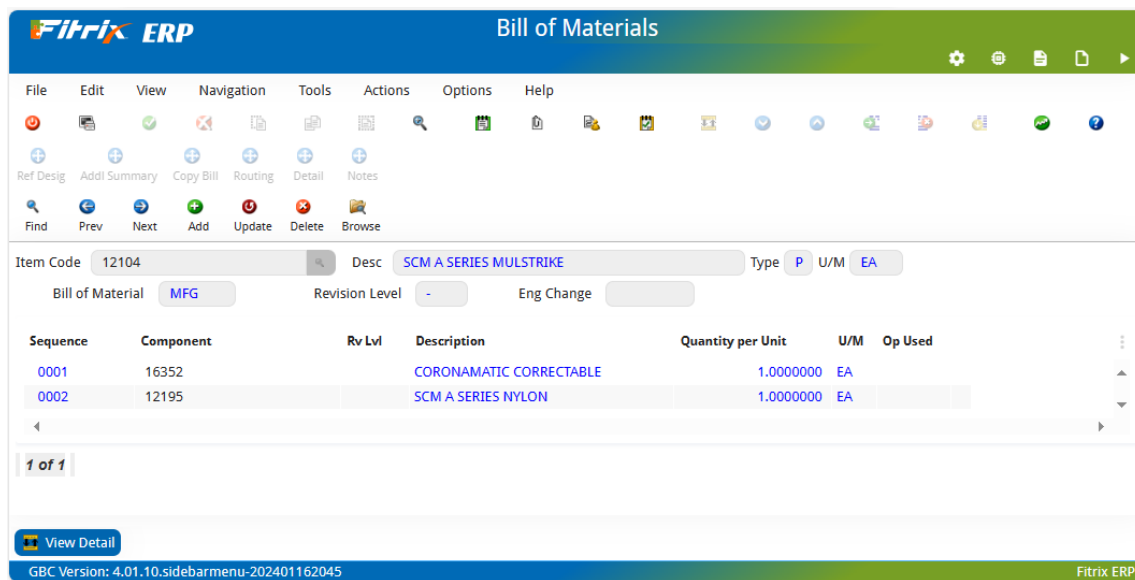 Fitrix ERP
Bill of Materials
File Edit View Navigation Tools Actions Options Help
Ref Desig Addl Summary Copy Bill Routing Detail Notes
Find Prev Next Add Update Delete Browse
Item Code 12104 Desc SCM A SERIES MULSTRIKE Type P U/M EA
Bill of Material MFG Revision Level - Eng Change
Sequence Component Rv Lvl Description Quantity per Unit U/M Op Used
0001 16352 CORONAMATIC CORRECTABLE 1.0000000 EA
0002 12195 SCM A SERIES NYLON 1.0000000 EA
1 of 1
View Detail
GBC Version: 4.01.10.sidebarmenu-202401162045 Fitrix ERP